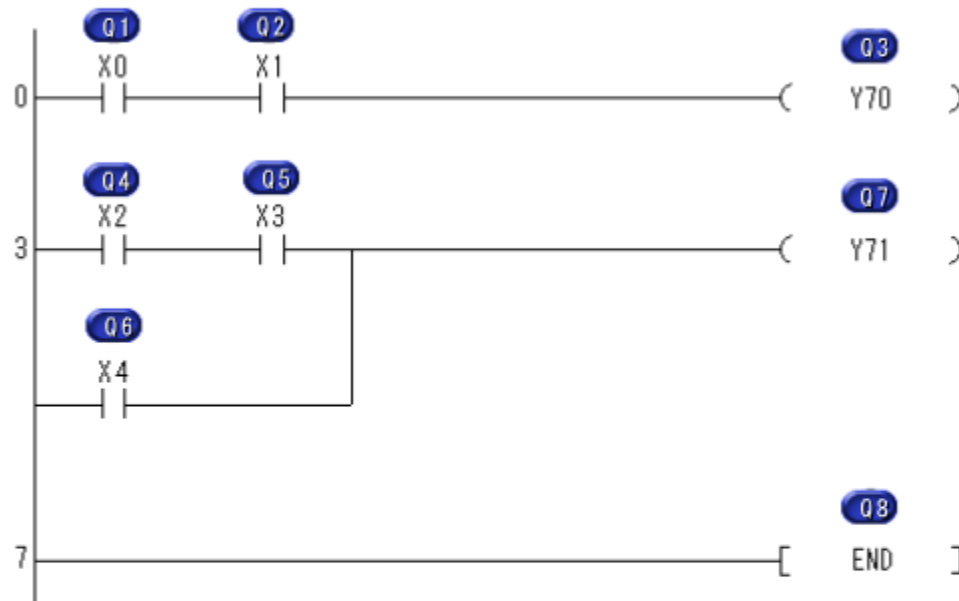 Q1 Q2
X0 X1 Q3
0 Y70
Q4 Q5
X2 X3 Q7
3 Y71
Q6
X4
Q8
7 END